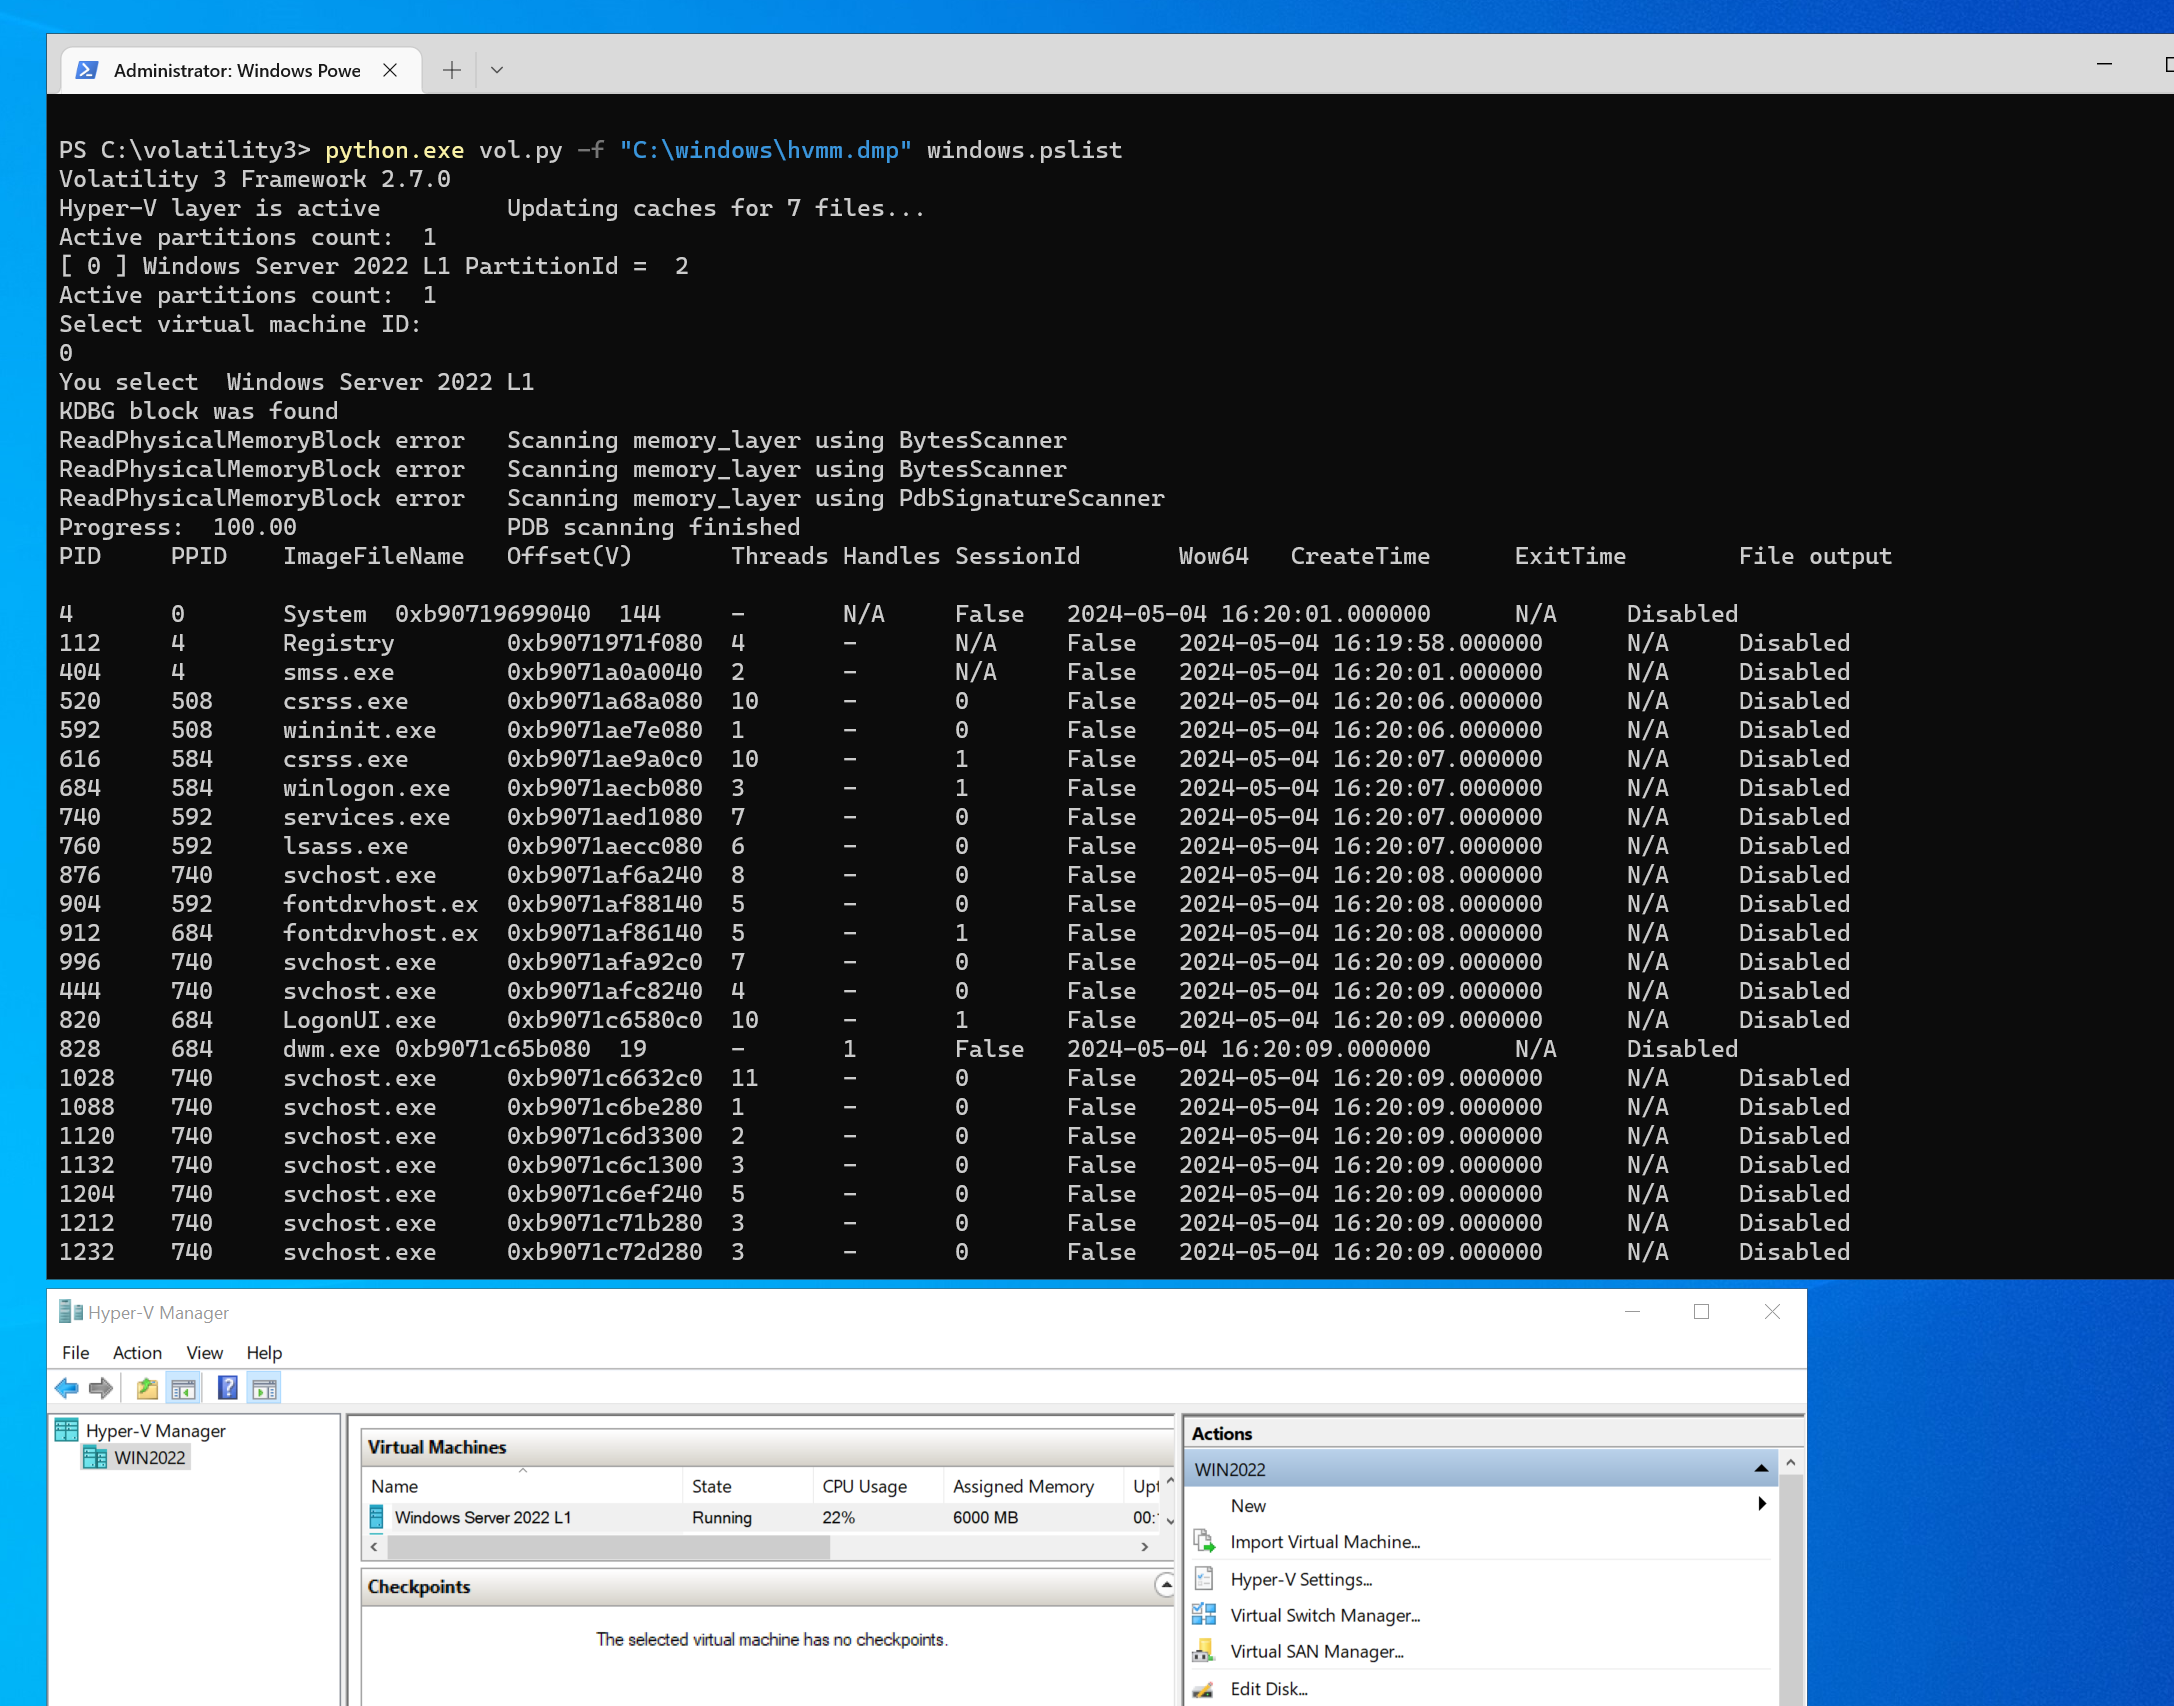 Administrator: Windows Powe
PS C:\volatility3> python.exe vol.py -f "C:\windows\hvmm.dmp" windows.pslist
Volatility 3 Framework 2.7.0
Hyper-V layer is active         Updating caches for 7 files...
Active partitions count:  1
[ 0 ] Windows Server 2022 L1 PartitionId =  2
Active partitions count:  1
Select virtual machine ID:
0
You select  Windows Server 2022 L1
KDBG block was found
ReadPhysicalMemoryBlock error   Scanning memory_layer using BytesScanner
ReadPhysicalMemoryBlock error   Scanning memory_layer using BytesScanner
ReadPhysicalMemoryBlock error   Scanning memory_layer using PdbSignatureScanner
Progress:  100.00               PDB scanning finished
PID     PPID    ImageFileName   Offset(V)       Threads Handles SessionId       Wow64   CreateTime      ExitTime        File output
4       0       System  0xb90719699040  144     -       N/A     False   2024-05-04 16:20:01.000000      N/A     Disabled
112     4       Registry        0xb9071971f080  4       -       N/A     False   2024-05-04 16:19:58.000000      N/A     Disabled
404     4       smss.exe        0xb9071a0a0040  2       -       N/A     False   2024-05-04 16:20:01.000000      N/A     Disabled
520     508     csrss.exe       0xb9071a68a080  10      -       0       False   2024-05-04 16:20:06.000000      N/A     Disabled
592     508     wininit.exe     0xb9071ae7e080  1       -       0       False   2024-05-04 16:20:06.000000      N/A     Disabled
616     584     csrss.exe       0xb9071ae9a0c0  10      -       1       False   2024-05-04 16:20:07.000000      N/A     Disabled
684     584     winlogon.exe    0xb9071aecb080  3       -       1       False   2024-05-04 16:20:07.000000      N/A     Disabled
740     592     services.exe    0xb9071aed1080  7       -       0       False   2024-05-04 16:20:07.000000      N/A     Disabled
760     592     lsass.exe       0xb9071aecc080  6       -       0       False   2024-05-04 16:20:07.000000      N/A     Disabled
876     740     svchost.exe     0xb9071af6a240  8       -       0       False   2024-05-04 16:20:08.000000      N/A     Disabled
904     592     fontdrvhost.ex  0xb9071af88140  5       -       0       False   2024-05-04 16:20:08.000000      N/A     Disabled
912     684     fontdrvhost.ex  0xb9071af86140  5       -       1       False   2024-05-04 16:20:08.000000      N/A     Disabled
996     740     svchost.exe     0xb9071afa92c0  7       -       0       False   2024-05-04 16:20:09.000000      N/A     Disabled
444     740     svchost.exe     0xb9071afc8240  4       -       0       False   2024-05-04 16:20:09.000000      N/A     Disabled
820     684     LogonUI.exe     0xb9071c6580c0  10      -       1       False   2024-05-04 16:20:09.000000      N/A     Disabled
828     684     dwm.exe 0xb9071c65b080  19      -       1       False   2024-05-04 16:20:09.000000      N/A     Disabled
1028    740     svchost.exe     0xb9071c6632c0  11      -       0       False   2024-05-04 16:20:09.000000      N/A     Disabled
1088    740     svchost.exe     0xb9071c6be280  1       -       0       False   2024-05-04 16:20:09.000000      N/A     Disabled
1120    740     svchost.exe     0xb9071c6d3300  2       -       0       False   2024-05-04 16:20:09.000000      N/A     Disabled
1132    740     svchost.exe     0xb9071c6c1300  3       -       0       False   2024-05-04 16:20:09.000000      N/A     Disabled
1204    740     svchost.exe     0xb9071c6ef240  5       -       0       False   2024-05-04 16:20:09.000000      N/A     Disabled
1212    740     svchost.exe     0xb9071c71b280  3       -       0       False   2024-05-04 16:20:09.000000      N/A     Disabled
1232    740     svchost.exe     0xb9071c72d280  3       -       0       False   2024-05-04 16:20:09.000000      N/A     Disabled
Hyper-V Manager
File Action View Help
Hyper-V Manager
WIN2022
Virtual Machines
Name State CPU Usage Assigned Memory Upt
Windows Server 2022 L1 Running 22% 6000 MB 00:
Checkpoints
The selected virtual machine has no checkpoints.
Actions
WIN2022
New
Import Virtual Machine...
Hyper-V Settings...
Virtual Switch Manager...
Virtual SAN Manager...
Edit Disk...